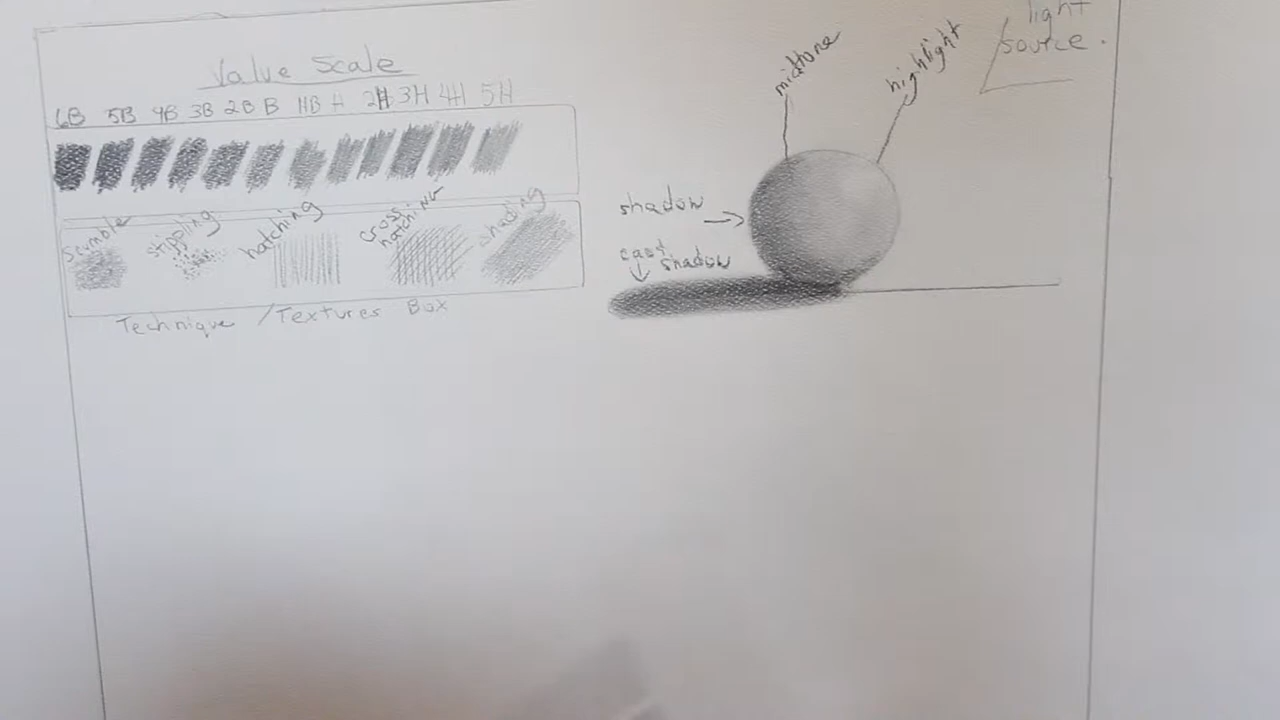 Value Scale
6B 5B 4B 3B 2B B HB H 2H 3H 4H 5H
scumble stippling hatching cross hatching shading
Technique /Textures Box
midtone
highlight
light
source.
shadow
cast
shadow